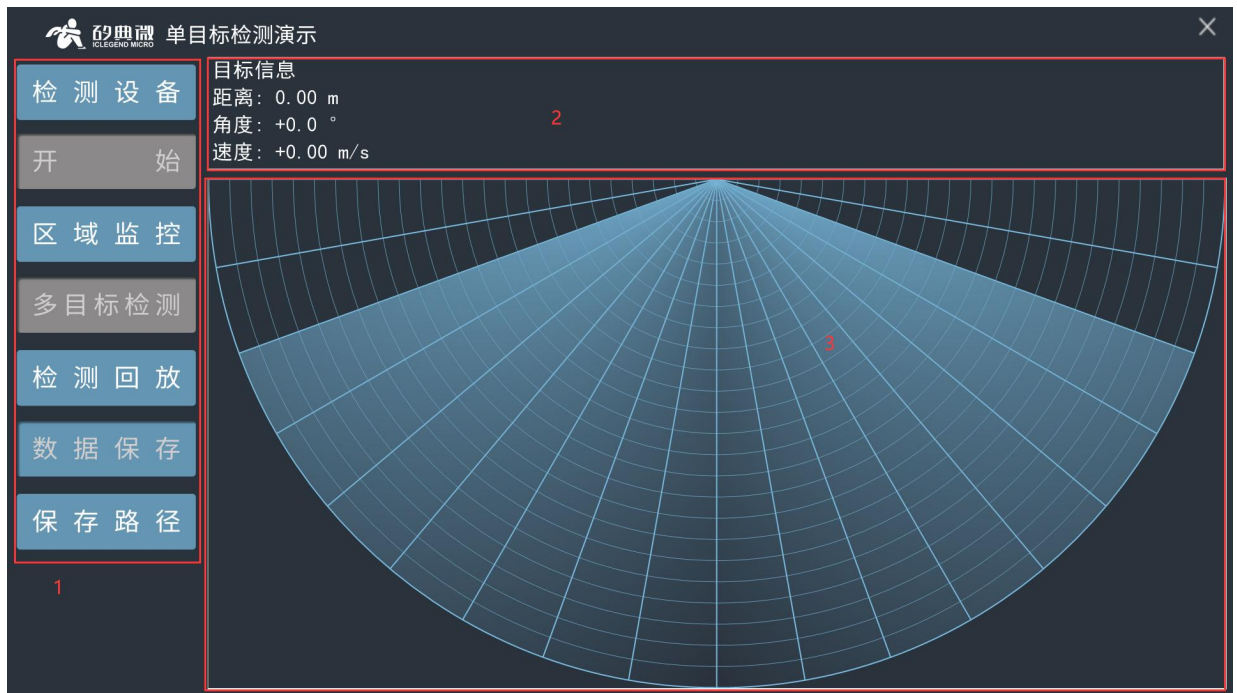 矽典微 单目标检测演示
ICLEGEND MICRO
检测设备
开始
区域监控
多目标检测
检测回放
数据保存
保存路径
1
目标信息
距离: 0.00 m
角度: +0.0 °
速度: +0.00 m/s
2
3